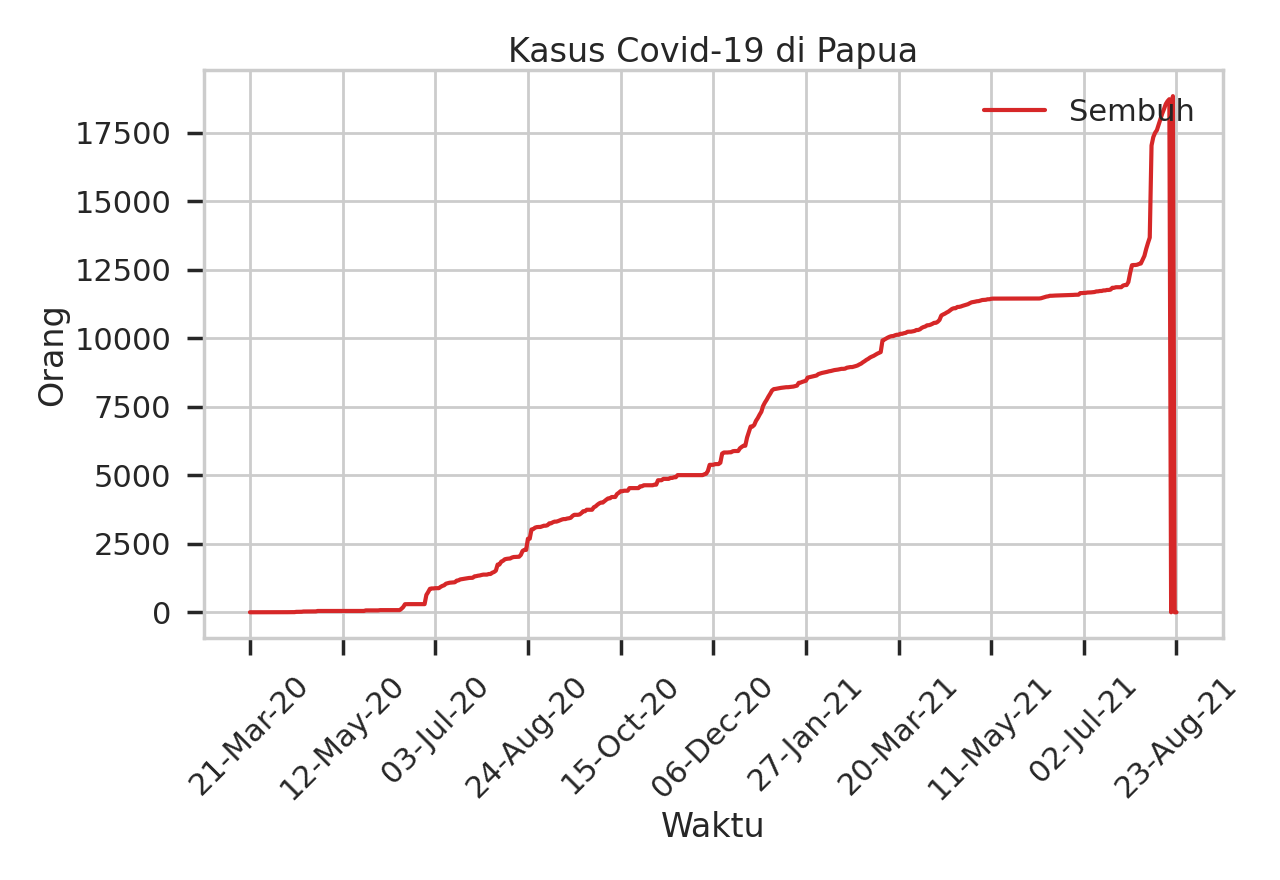 Kasus Covid-19 di Papua
Sembuh
17500
15000
12500
10000
7500
5000
2500
0
Orang
21-Mar-20
12-May-20
03-Jul-20
24-Aug-20
15-Oct-20
06-Dec-20
27-Jan-21
20-Mar-21
11-May-21
02-Jul-21
23-Aug-21
Waktu